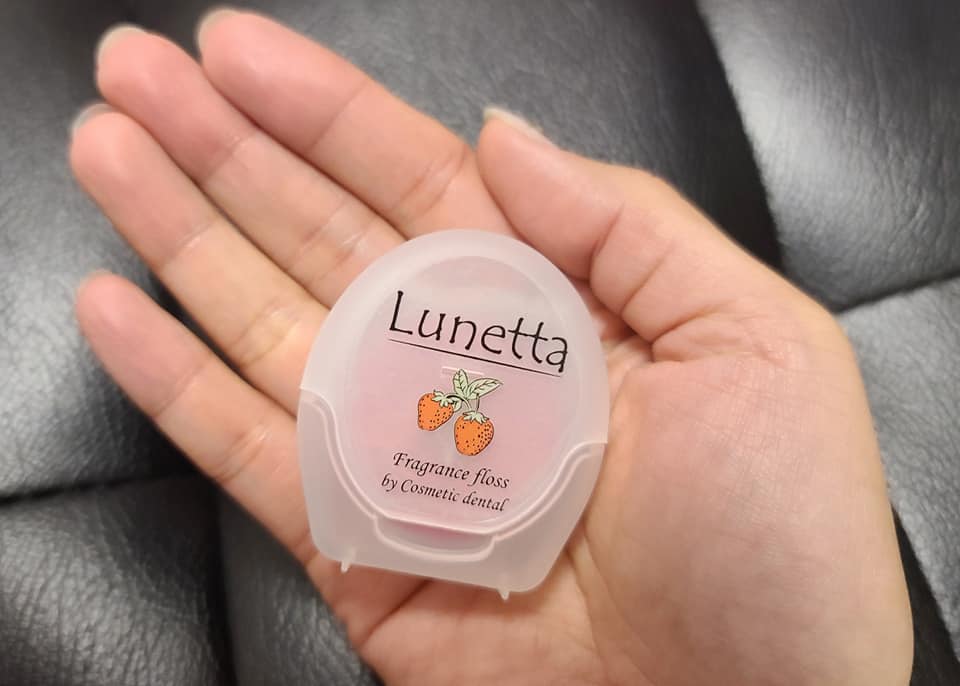 Lunetta
Fragrance floss
by Cosmetic dental